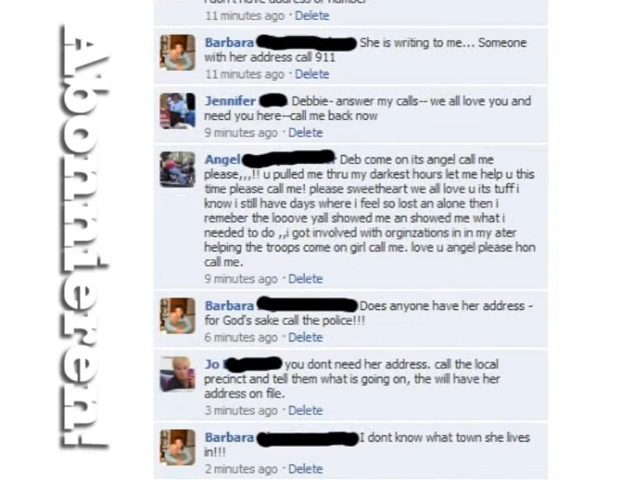 11 minutes ago · Delete
Barbara She is writing to me... Someone
with her address call 911
11 minutes ago · Delete
Jennifer Debbie- answer my calls-- we all love you and
need you here--call me back now
9 minutes ago · Delete
Angel Deb come on its angel call me
please,,,!! u pulled me thru my darkest hours let me help u this
time please call me! please sweetheart we all love u its tuff i
know i still have days where i feel so lost an alone then i
remeber the looove yall showed me an showed me what i
needed to do ,,i got involved with orginzations in in my ater
helping the troops come on girl call me. love u angel please hon
call me.
9 minutes ago · Delete
Barbara Does anyone have her address -
for God's sake call the police!!!
6 minutes ago · Delete
Jo you dont need her address. call the local
precinct and tell them what is going on, the will have her
address on file.
3 minutes ago · Delete
Barbara I dont know what town she lives
in!!!
2 minutes ago · Delete
Abonnieren!